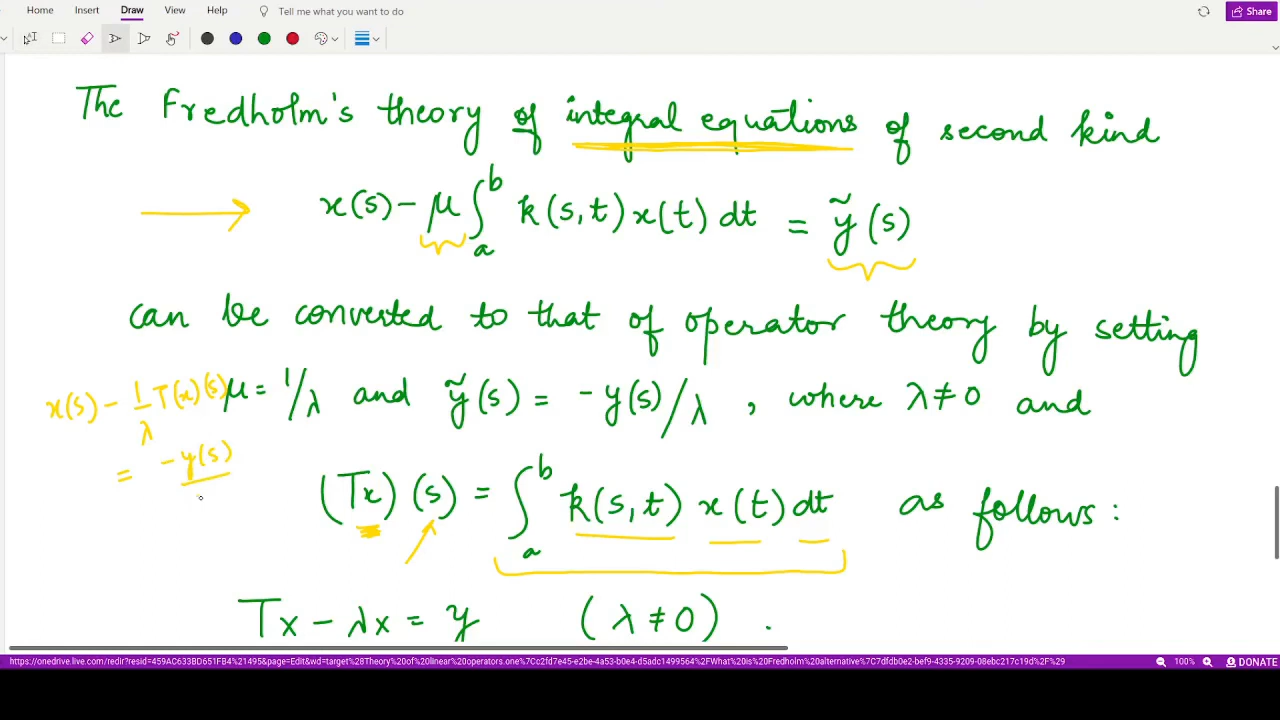 Home Insert Draw View Help Tell me what you want to do Share
The Fredholm's theory of integral equations of second kind
x(s) - μ ∫_a^b k(s,t) x(t) dt = ỹ(s)
can be converted to that of operator theory by setting
x(s) - 1/λ T(x)(s)
μ = 1/λ and ỹ(s) = -y(s)/λ , where λ≠0 and
= -y(s)
(Tx)(s) = ∫_a^b k(s,t) x(t) dt as follows:
Tx - λx = y (λ≠0) .
100% DONATE